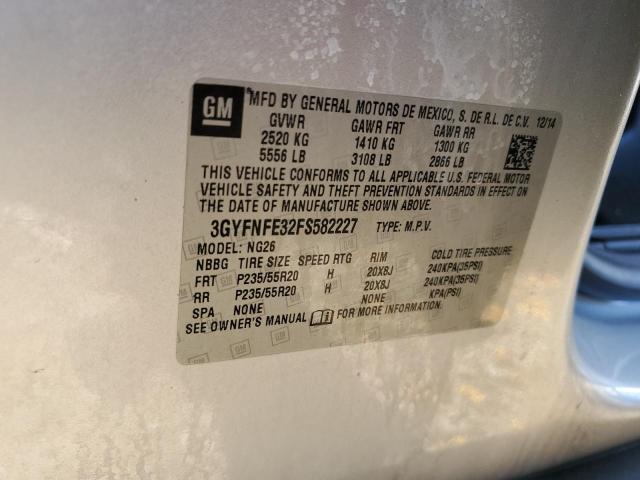 GM
MFD BY GENERAL MOTORS DE MEXICO, S. DE R.L. DE C.V. 12/14
GVWR GAWR FRT GAWR RR
2520 KG 1410 KG 1300 KG
5556 LB 3108 LB 2866 LB
THIS VEHICLE CONFORMS TO ALL APPLICABLE U.S. FEDERAL MOTOR
VEHICLE SAFETY AND THEFT PREVENTION STANDARDS IN EFFECT ON
THE DATE OF MANUFACTURE SHOWN ABOVE.
3GYFNFE32FS582227 TYPE: M.P.V.
MODEL: NG26
NBBG TIRE SIZE SPEED RTG RIM COLD TIRE PRESSURE
FRT P235/55R20 H 20X8J 240KPA(35PSI)
RR P235/55R20 H 20X8J 240KPA(35PSI)
SPA NONE NONE KPA(PSI)
SEE OWNER'S MANUAL FOR MORE INFORMATION.